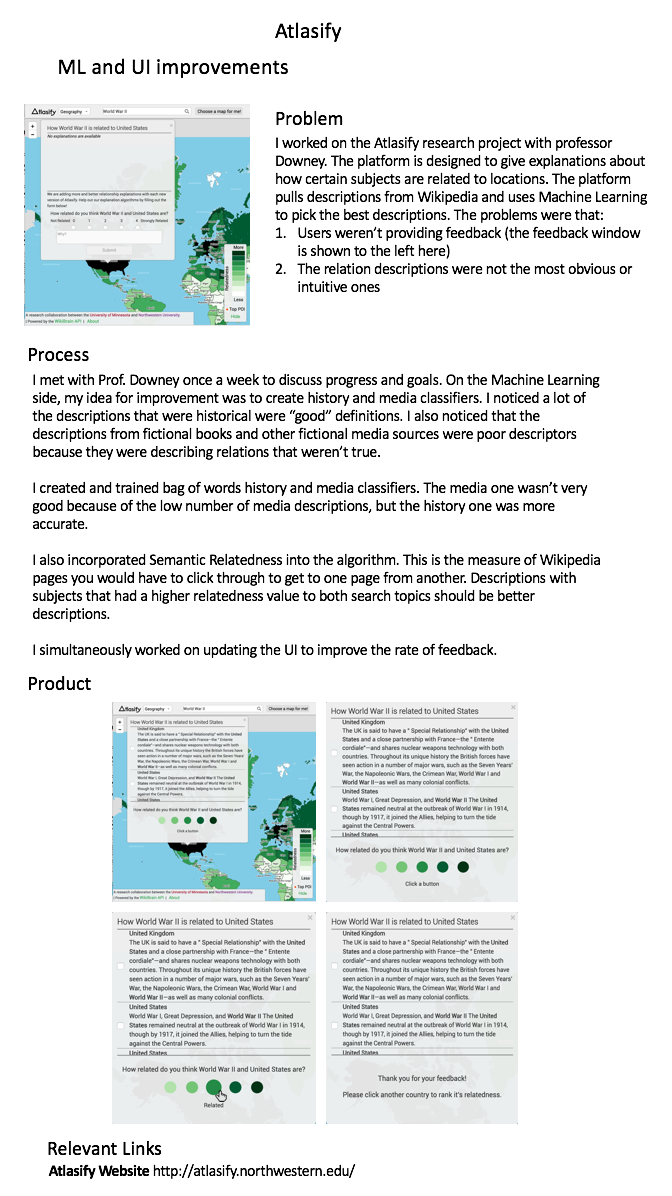 Atlasify
ML and UI improvements
Atlasify Geography World War II Choose a map for me!
How World War II is related to United States
No explanations are available
We are adding more and better relationship explanations with each new
version of Atlasify. Help out our explanation algorithms by filling out the
form below!
How related do you think World War II and United States are?
Not Related 0 1 2 3 4 Strongly Related
Why?
Submit
More
Relatedness
Less
+ Top POI
Hide
A research collaboration between the University of Minnesota and Northwestern University.
| Powered by the WikiBrain API | About
Problem
I worked on the Atlasify research project with professor
Downey. The platform is designed to give explanations about
how certain subjects are related to locations. The platform
pulls descriptions from Wikipedia and uses Machine Learning
to pick the best descriptions. The problems were that:
1. Users weren’t providing feedback (the feedback window
is shown to the left here)
2. The relation descriptions were not the most obvious or
intuitive ones
Process
I met with Prof. Downey once a week to discuss progress and goals. On the Machine Learning
side, my idea for improvement was to create history and media classifiers. I noticed a lot of
the descriptions that were historical were “good” definitions. I also noticed that the
descriptions from fictional books and other fictional media sources were poor descriptors
because they were describing relations that weren’t true.
I created and trained bag of words history and media classifiers. The media one wasn’t very
good because of the low number of media descriptions, but the history one was more
accurate.
I also incorporated Semantic Relatedness into the algorithm. This is the measure of Wikipedia
pages you would have to click through to get to one page from another. Descriptions with
subjects that had a higher relatedness value to both search topics should be better
descriptions.
I simultaneously worked on updating the UI to improve the rate of feedback.
Product
Atlasify Geography World War II Choose a map for me!
How World War II is related to United States
United Kingdom
The UK is said to have a " Special Relationship" with the United
States and a close partnership with France—the " Entente
cordiale"—and shares nuclear weapons technology with both
countries. Throughout its unique history the British forces have
seen action in a number of major wars, such as the Seven Years'
War, the Napoleonic Wars, the Crimean War, World War I and
World War II—as well as many colonial conflicts.
United States
World War I, Great Depression, and World War II The United
States remained neutral at the outbreak of World War I in 1914,
though by 1917, it joined the Allies, helping to turn the tide
against the Central Powers.
United States
How related do you think World War II and United States are?
Click a button
More
Relatedness
Less
+ Top POI
Hide
A research collaboration between the University of Minnesota and Northwestern University.
| Powered by the WikiBrain API | About
How World War II is related to United States
United Kingdom
The UK is said to have a " Special Relationship" with the United
States and a close partnership with France—the " Entente
cordiale"—and shares nuclear weapons technology with both
countries. Throughout its unique history the British forces have
seen action in a number of major wars, such as the Seven Years'
War, the Napoleonic Wars, the Crimean War, World War I and
World War II—as well as many colonial conflicts.
United States
World War I, Great Depression, and World War II The United
States remained neutral at the outbreak of World War I in 1914,
though by 1917, it joined the Allies, helping to turn the tide
against the Central Powers.
United States
How related do you think World War II and United States are?
Click a button
How World War II is related to United States
United Kingdom
The UK is said to have a " Special Relationship" with the United
States and a close partnership with France—the " Entente
cordiale"—and shares nuclear weapons technology with both
countries. Throughout its unique history the British forces have
seen action in a number of major wars, such as the Seven Years'
War, the Napoleonic Wars, the Crimean War, World War I and
World War II—as well as many colonial conflicts.
United States
World War I, Great Depression, and World War II The United
States remained neutral at the outbreak of World War I in 1914,
though by 1917, it joined the Allies, helping to turn the tide
against the Central Powers.
United States
How related do you think World War II and United States are?
Related
How World War II is related to United States
United Kingdom
The UK is said to have a " Special Relationship" with the United
States and a close partnership with France—the " Entente
cordiale"—and shares nuclear weapons technology with both
countries. Throughout its unique history the British forces have
seen action in a number of major wars, such as the Seven Years'
War, the Napoleonic Wars, the Crimean War, World War I and
World War II—as well as many colonial conflicts.
United States
World War I, Great Depression, and World War II The United
States remained neutral at the outbreak of World War I in 1914,
though by 1917, it joined the Allies, helping to turn the tide
against the Central Powers.
United States
Thank you for your feedback!
Please click another country to rank it's relatedness.
Relevant Links
Atlasify Website http://atlasify.northwestern.edu/